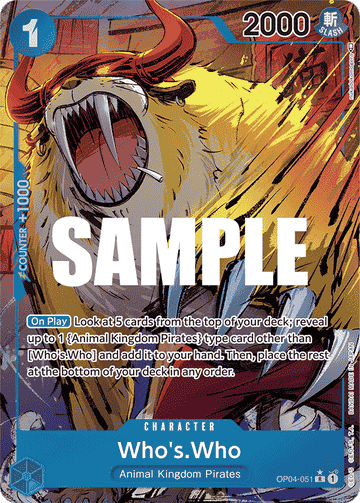 1
2000
斬
SLASH
COUNTER +1000
SAMPLE
On Play Look at 5 cards from the top of your deck; reveal
up to 1 {Animal Kingdom Pirates} type card other than
[Who's.Who] and add it to your hand. Then, place the rest
at the bottom of your deck in any order.
CHARACTER
Who's.Who
Animal Kingdom Pirates
OP04-051 R 1